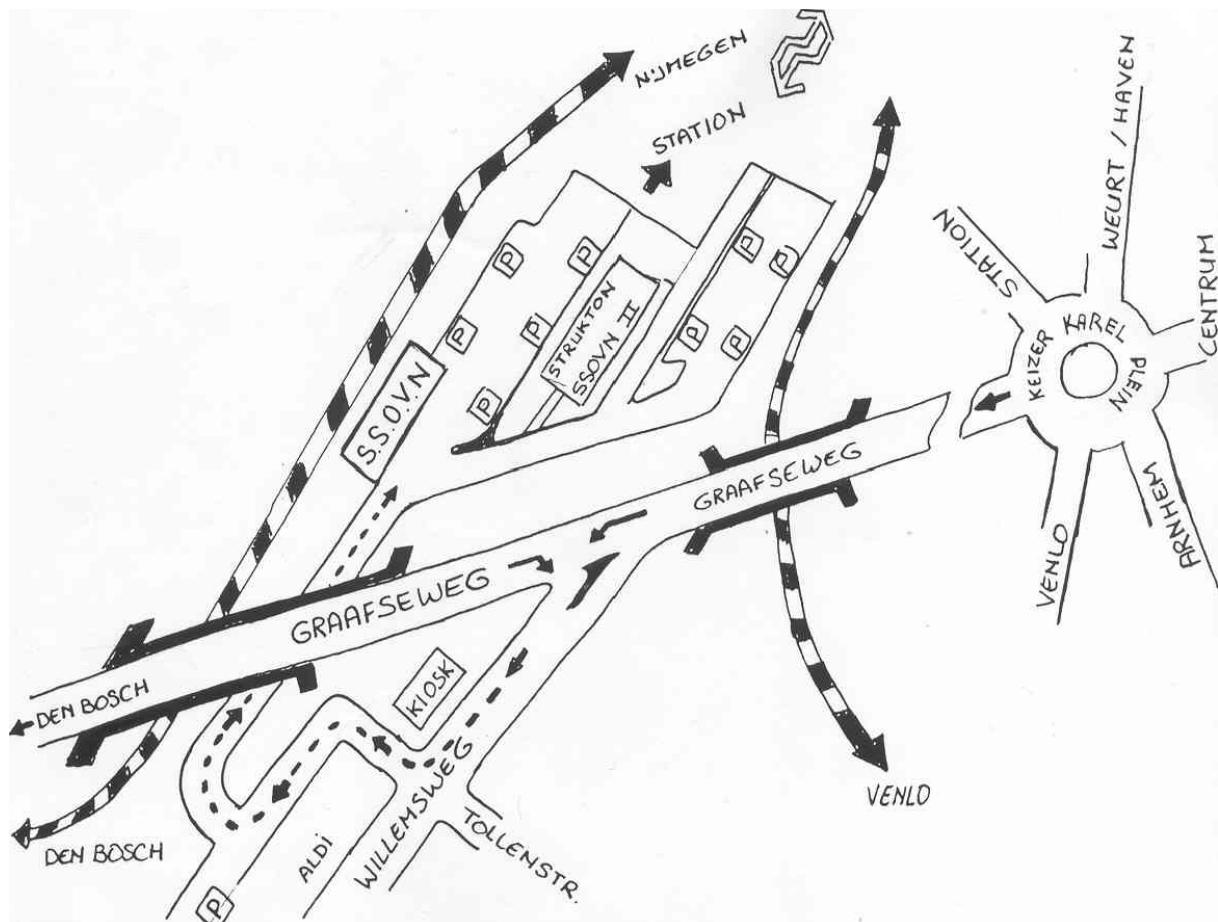 NIJMEGEN
STATION
WEURT / HAVEN
STATION
CENTRUM
KEIZER
KAREL
PLEIN
P
P
P
P
P
P
P
P
P
STRUKTON
SSOVN II
S.S.O.V.N
GRAAFSEWEG
ARNHEM
VENLO
GRAAFSEWEG
DEN BOSCH
KIOSK
VENLO
WILLEMSWEG
TOLLENSTR.
DEN BOSCH
ALDI
P